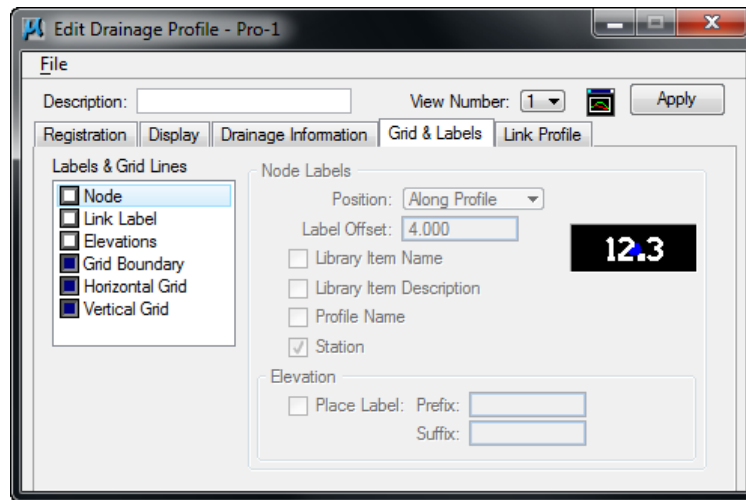 Edit Drainage Profile - Pro-1
File
Description: View Number: 1 Apply
Registration Display Drainage Information Grid & Labels Link Profile
Labels & Grid Lines
Node
Link Label
Elevations
Grid Boundary
Horizontal Grid
Vertical Grid
Node Labels
Position: Along Profile
Label Offset: 4.000
12.3
Library Item Name
Library Item Description
Profile Name
Station
Elevation
Place Label: Prefix:
Suffix: